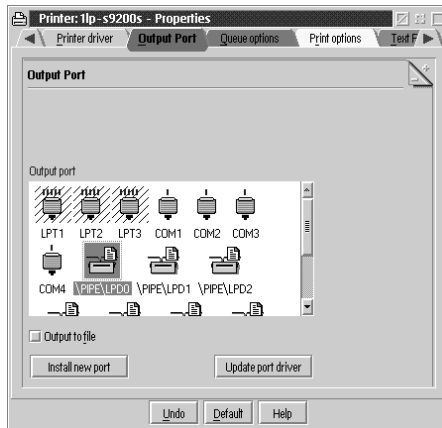 Printer: 1lp-s9200s - Properties
Printer driver Output Port Queue options Print options Text F
Output Port
Output port
LPT1 LPT2 LPT3 COM1 COM2 COM3
COM4 \PIPE\LPD0 \PIPE\LPD1 \PIPE\LPD2
Output to file
Install new port Update port driver
Undo Default Help